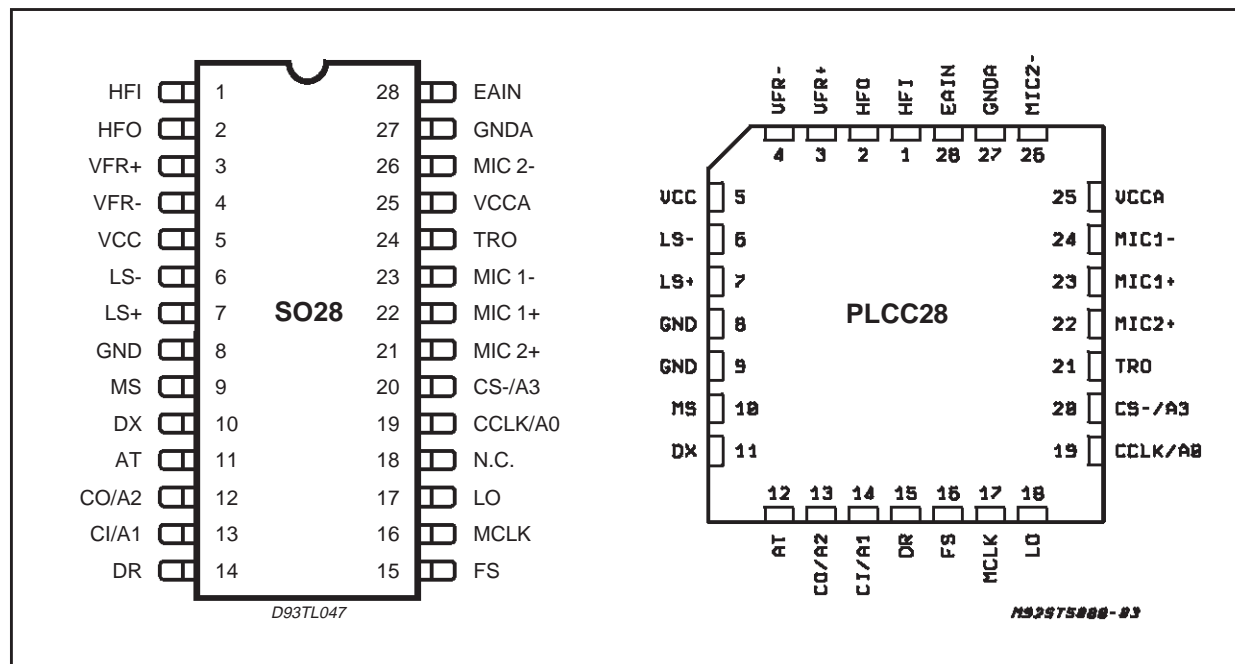 HFI 1 28 EAIN
HFO 2 27 GNDA
VFR+ 3 26 MIC 2-
VFR- 4 25 VCCA
VCC 5 24 TRO
LS- 6 23 MIC 1-
LS+ 7 22 MIC 1+
GND 8 21 MIC 2+
MS 9 20 CS-/A3
DX 10 19 CCLK/A0
AT 11 18 N.C.
CO/A2 12 17 LO
CI/A1 13 16 MCLK
DR 14 15 FS
SO28
D93TL047
VFR- VFR+ HFO HFI EAIN GNDA MIC2-
4 3 2 1 28 27 26
VCC 5 25 VCCA
LS- 6 24 MIC1-
LS+ 7 23 MIC1+
GND 8 22 MIC2+
GND 9 21 TRO
MS 10 20 CS-/A3
DX 11 19 CCLK/A0
PLCC28
12 13 14 15 16 17 18
AT CO/A2 CI/A1 DR FS MCLK LO
M92ST5080-03